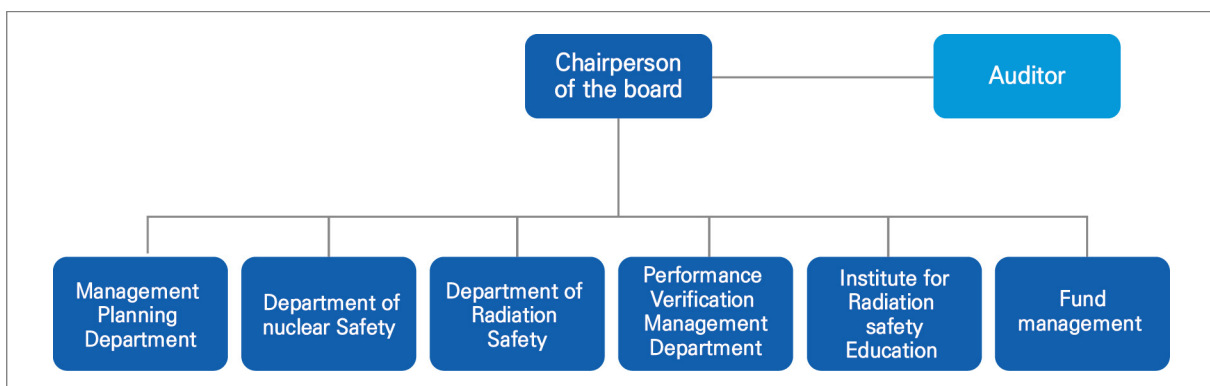 Chairperson
of the board
Auditor
Management
Planning
Department
Department of
nuclear Safety
Department of
Radiation
Safety
Performance
Verification
Management
Department
Institute for
Radiation
safety
Education
Fund
management